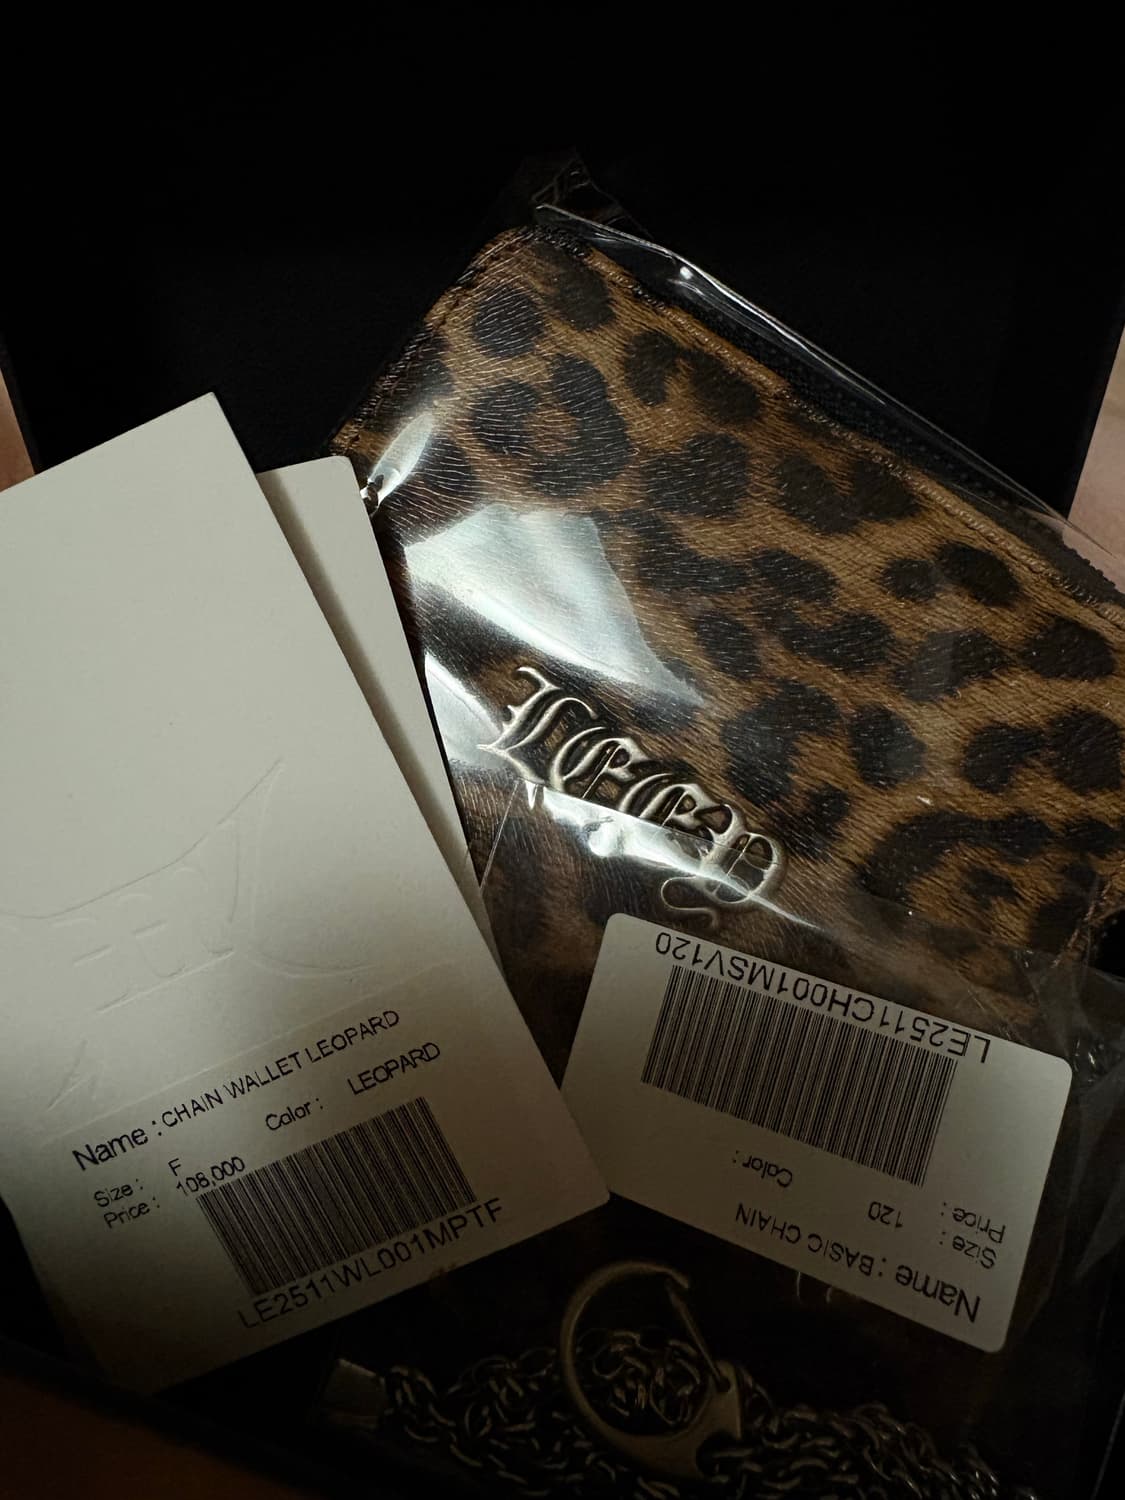 LEEY
Name : CHAIN WALLET LEOPARD
Color : LEOPARD
Size : F
Price : 108,000
LE2511WL001MPTF
Name : BASIC CHAIN
Size : 120
Price :
Color :
LE2511CH001MSV120